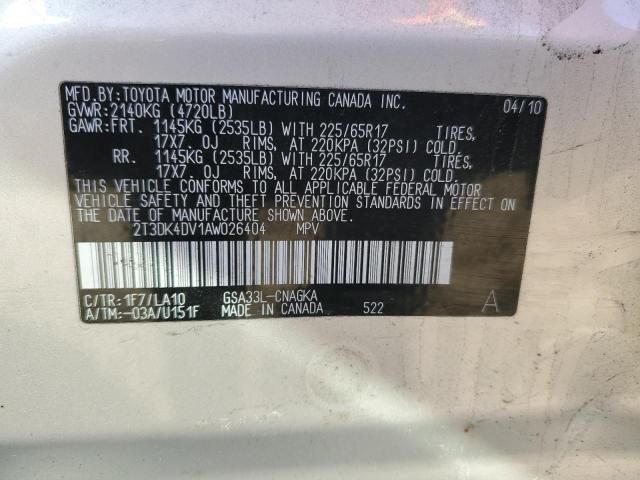 MFD.BY:TOYOTA MOTOR MANUFACTURING CANADA INC.
GVWR:2140KG (4720LB) 04/10
GAWR:FRT. 1145KG (2535LB) WITH 225/65R17 TIRES,
17X7.0J RIMS, AT 220KPA (32PSI) COLD.
RR. 1145KG (2535LB) WITH 225/65R17 TIRES,
17X7.0J RIMS, AT 220KPA (32PSI) COLD.
THIS VEHICLE CONFORMS TO ALL APPLICABLE FEDERAL MOTOR
VEHICLE SAFETY AND THEFT PREVENTION STANDARDS IN EFFECT
ON THE DATE OF MANUFACTURE SHOWN ABOVE.
2T3DK4DV1AW026404 MPV
C/TR:1F7/LA10 GSA33L-CNAGKA A
A/TM:-03A/U151F MADE IN CANADA 522